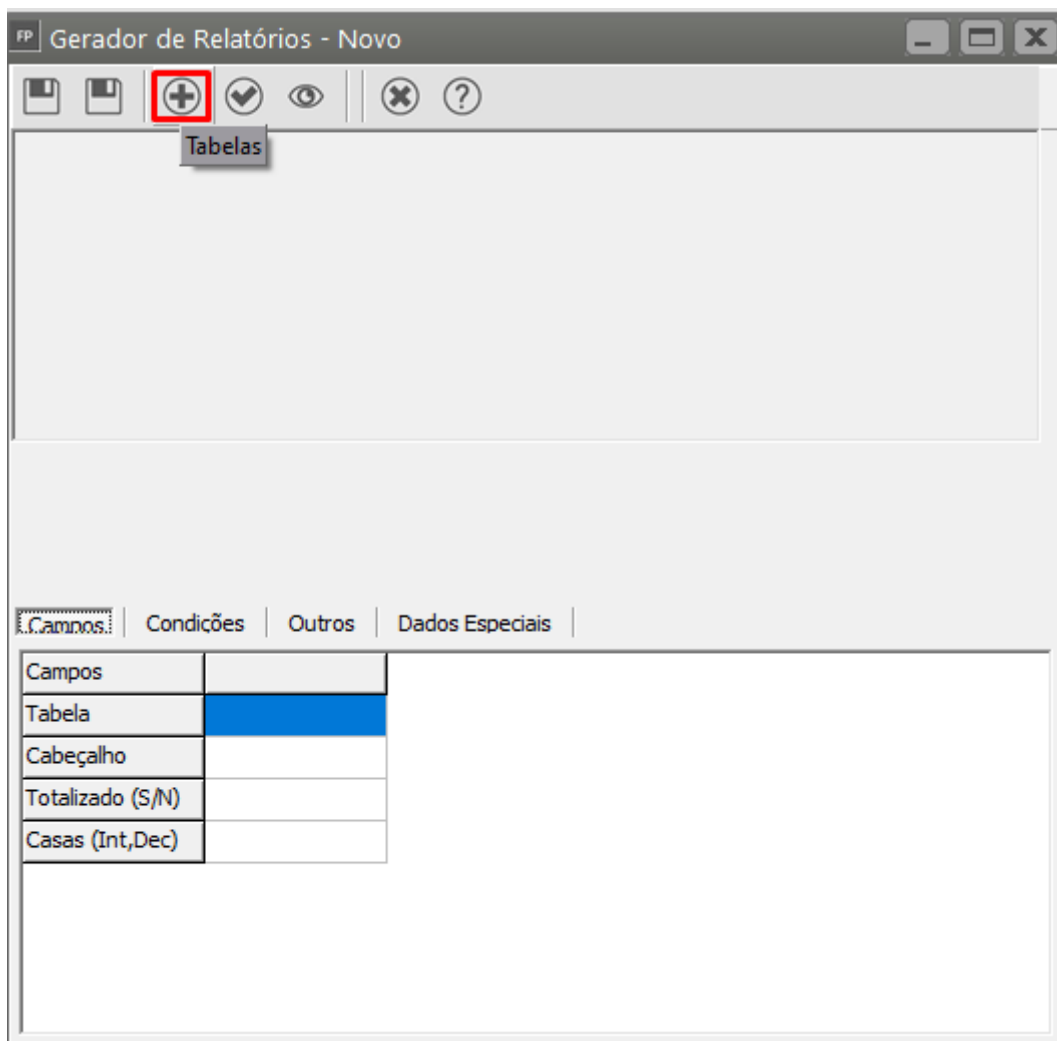 FP Gerador de Relatórios - Novo
Tabelas
Campos Condições Outros Dados Especiais
Campos
Tabela
Cabeçalho
Totalizado (S/N)
Casas (Int,Dec)